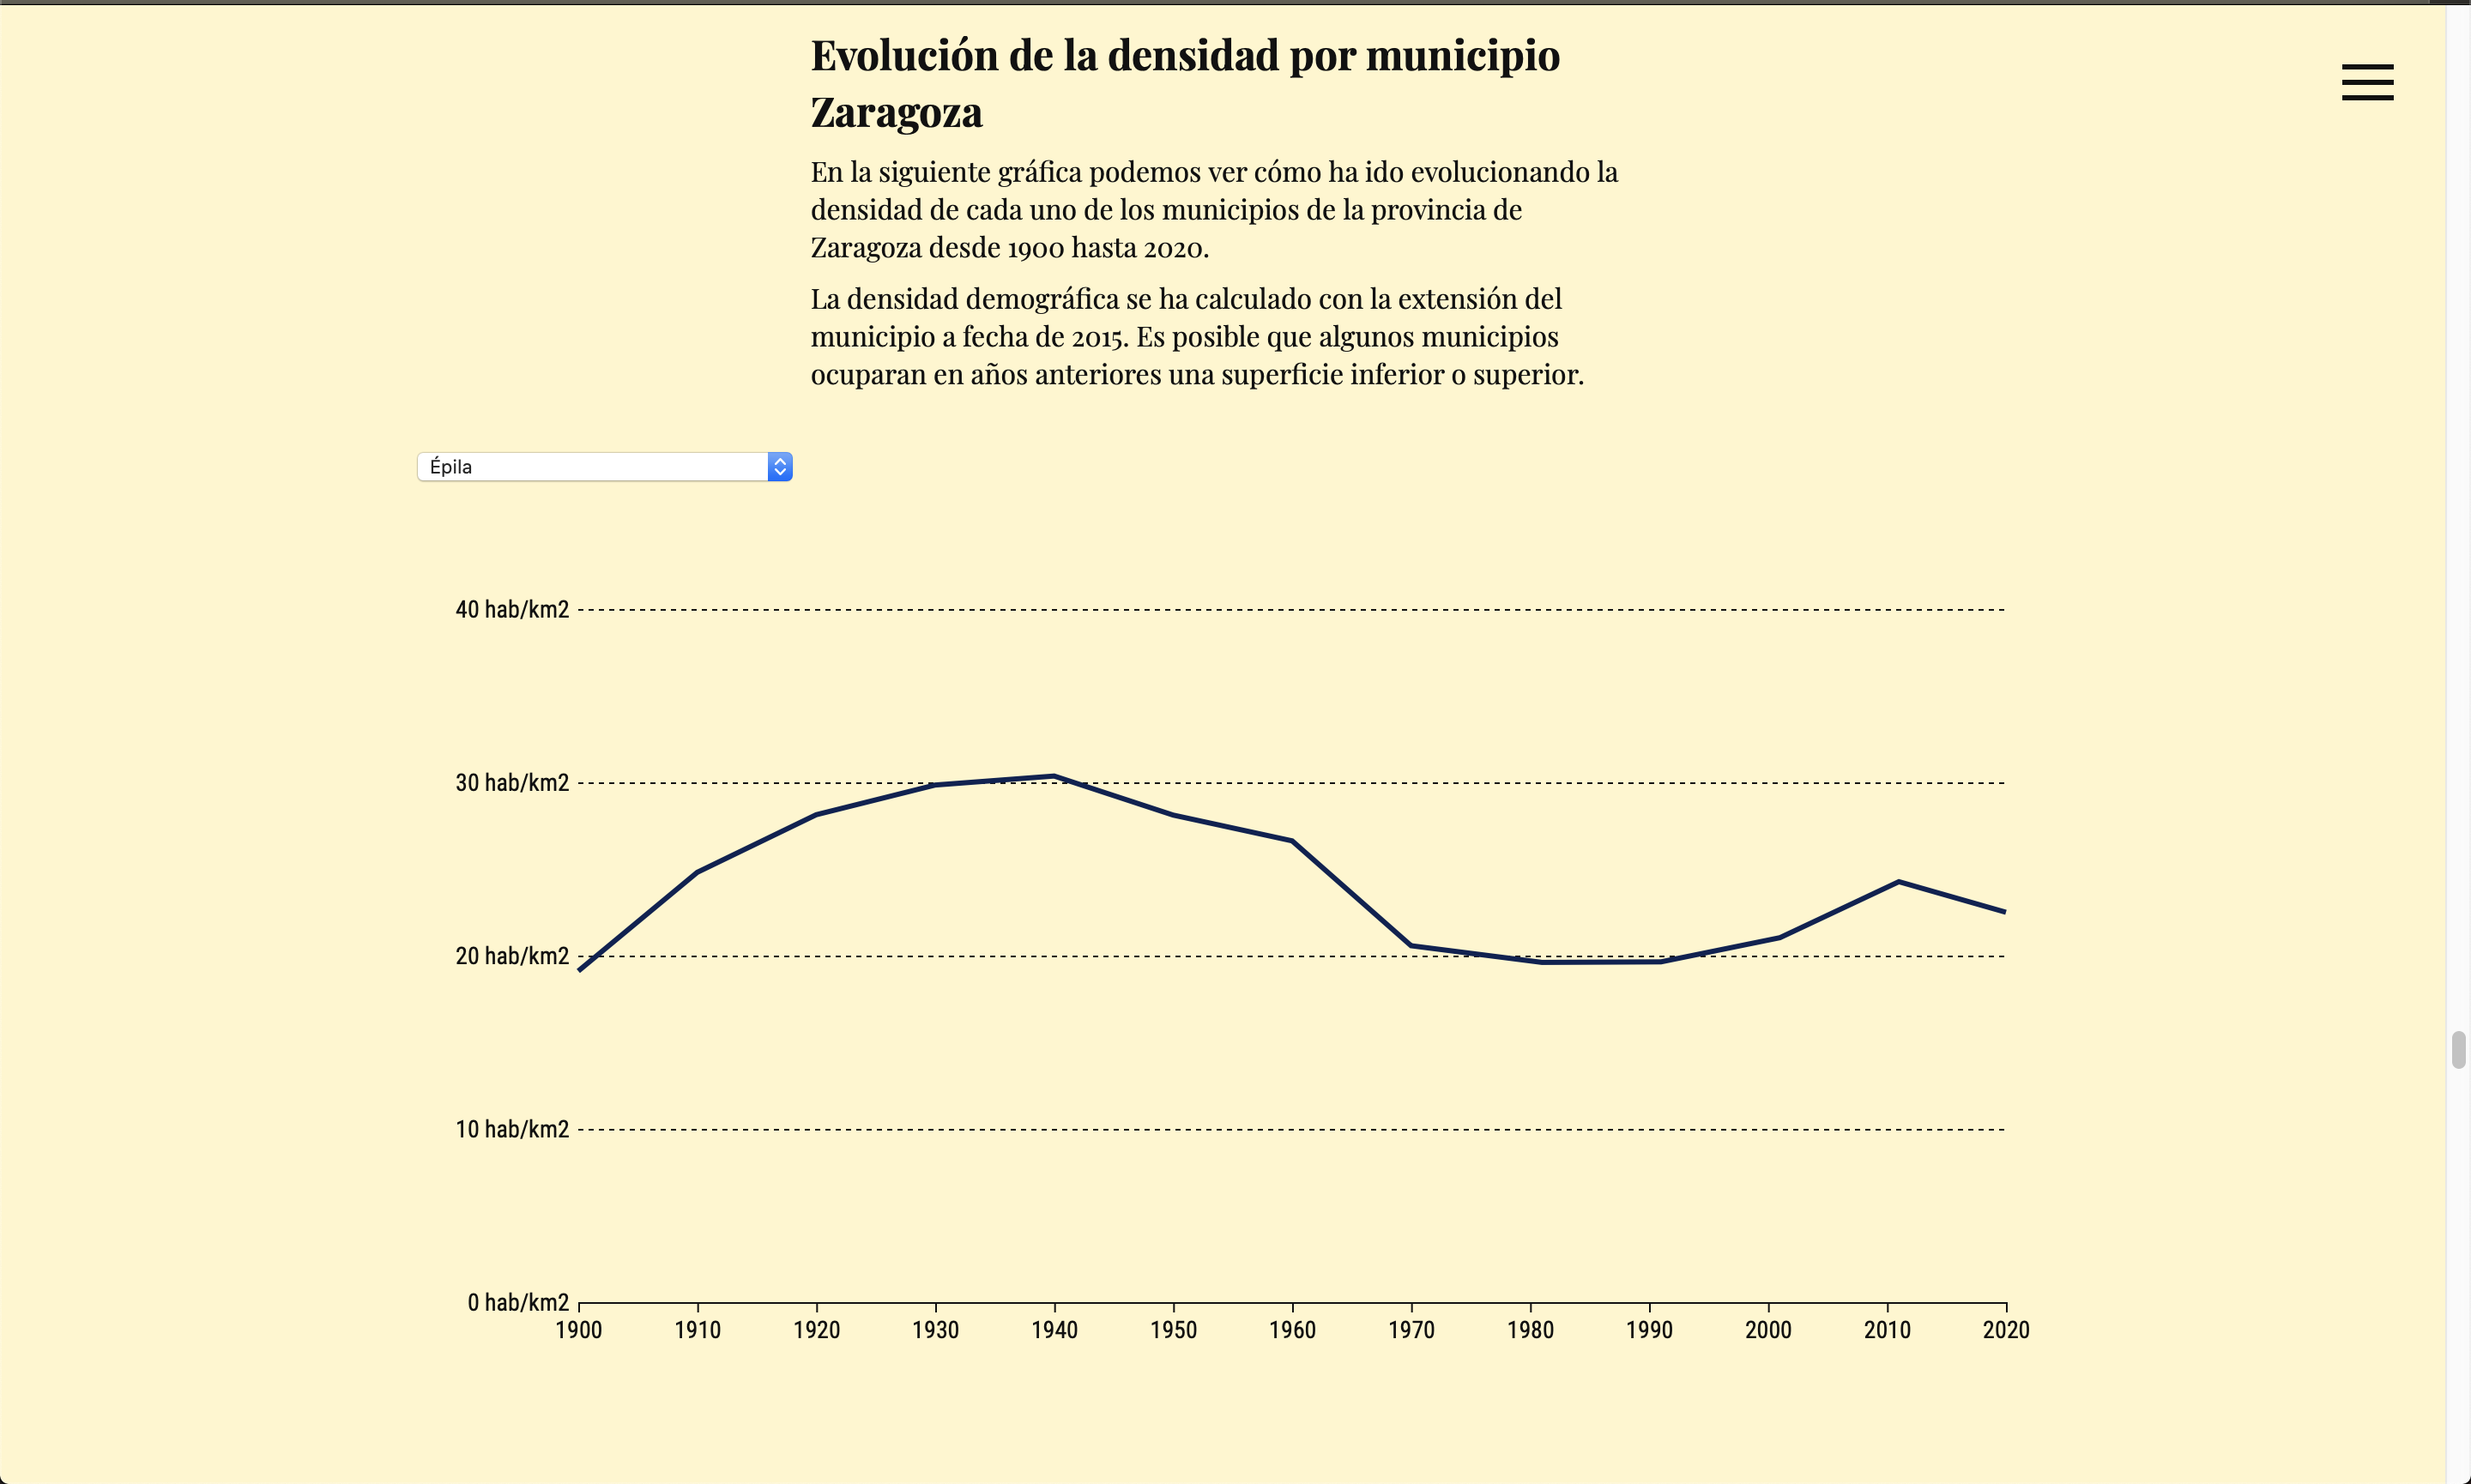 Evolución de la densidad por municipio
Zaragoza
En la siguiente gráfica podemos ver cómo ha ido evolucionando la
densidad de cada uno de los municipios de la provincia de
Zaragoza desde 1900 hasta 2020.
La densidad demográfica se ha calculado con la extensión del
municipio a fecha de 2015. Es posible que algunos municipios
ocuparan en años anteriores una superficie inferior o superior.
Épila
40 hab/km2
30 hab/km2
20 hab/km2
10 hab/km2
0 hab/km2
1900 1910 1920 1930 1940 1950 1960 1970 1980 1990 2000 2010 2020